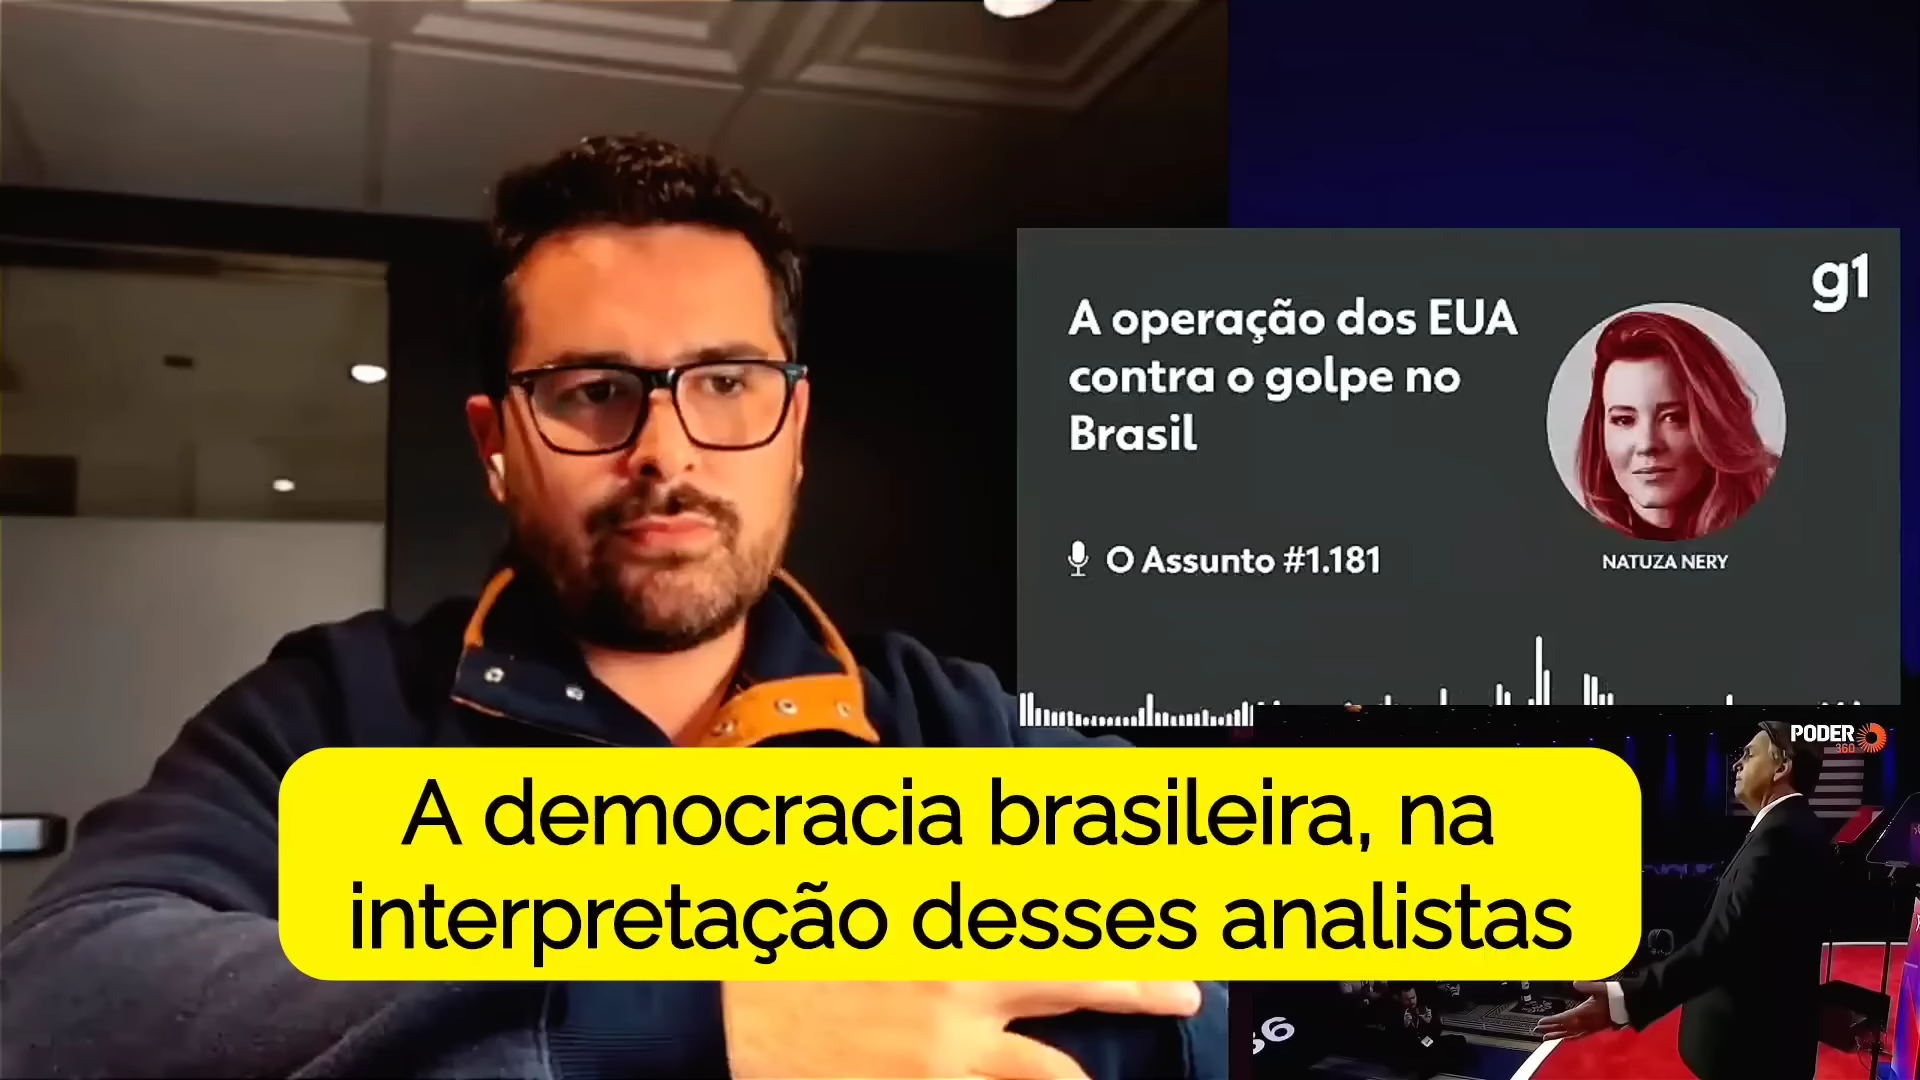 g1
A operação dos EUA
contra o golpe no
Brasil
O Assunto #1.181
NATUZA NERY
PODER
360
A democracia brasileira, na
interpretação desses analistas